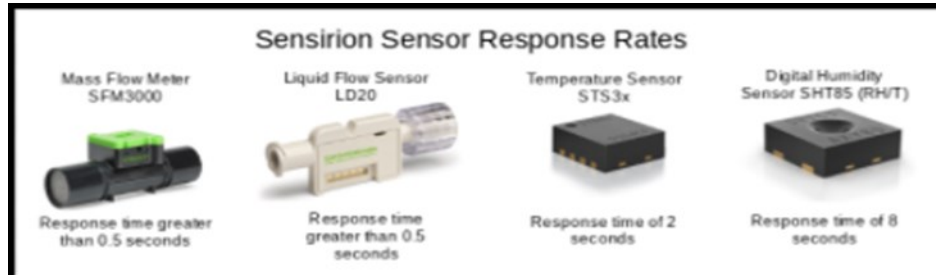 Sensirion Sensor Response Rates
Mass Flow Meter
SFM3000
Liquid Flow Sensor
LD20
Temperature Sensor
STS3x
Digital Humidity
Sensor SHT85 (RH/T)
Response time greater
than 0.5 seconds
Response time
greater than 0.5
seconds
Response time of 2
seconds
Response time of 8
seconds